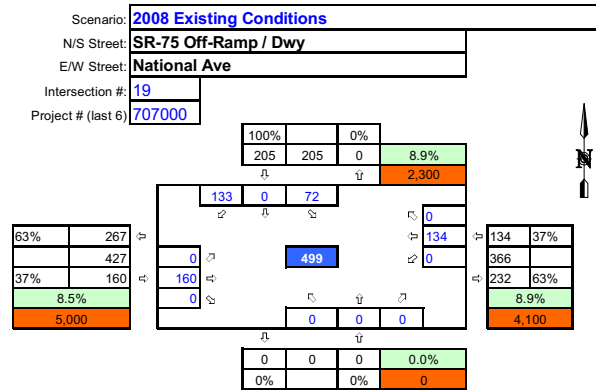 Scenario: 2008 Existing Conditions
N/S Street: SR-75 Off-Ramp / Dwy
E/W Street: National Ave
Intersection #: 19
Project # (last 6) 707000
100% 0%
205 205 0 8.9%
⇩ ⇧ 2,300
133 0 72
⬃ ⇩ ⬂
N
⬁ 0
63% 267 ⇦ ⇦ 134 ⇦ 134 37%
427 0 ⬀ 499 ⬃ 0 366
37% 160 ⇨ 160 ⇨ ⇨ 232 63%
8.5% 0 ⬂ ⬁ ⇧ ⬀ 8.9%
5,000 0 0 0 4,100
⇩ ⇧
0 0 0 0.0%
0% 0% 0